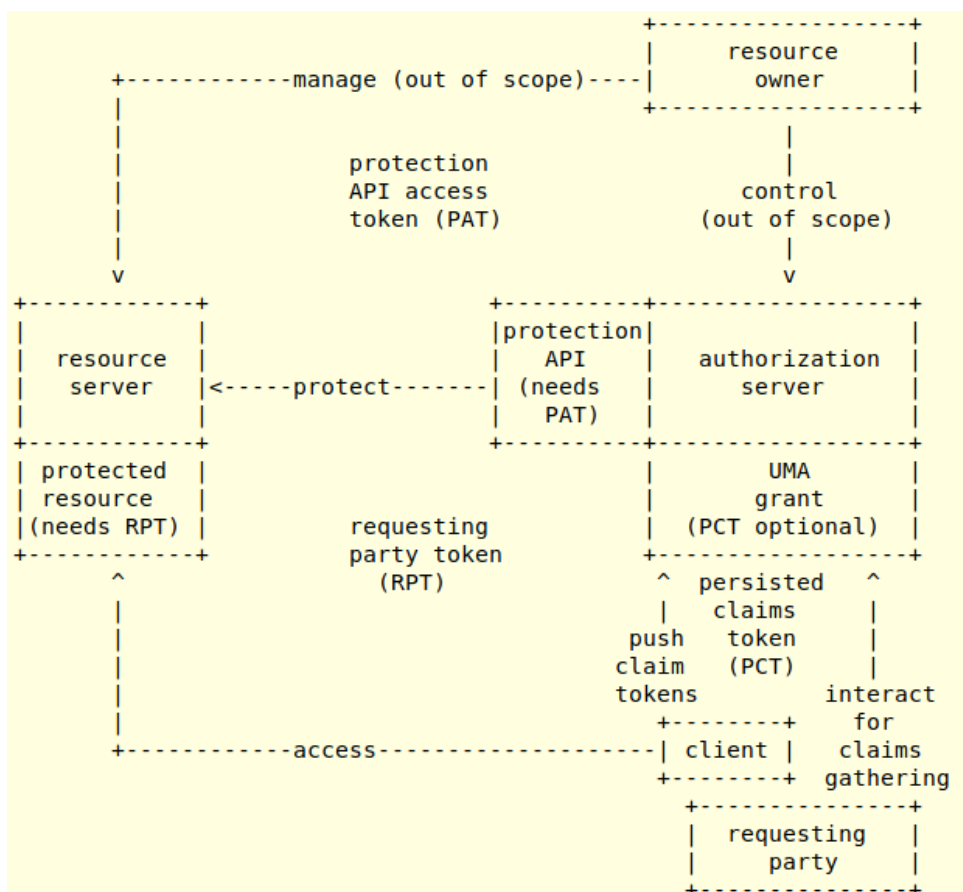 resource
owner
manage (out of scope)
protection
API access
token (PAT)
control
(out of scope)
resource
server
protect
protection
API
(needs
PAT)
authorization
server
protected
resource
(needs RPT)
requesting
party token
(RPT)
UMA
grant
(PCT optional)
push
claim
tokens
persisted
claims
token
(PCT)
interact
for
claims
gathering
access
client
requesting
party